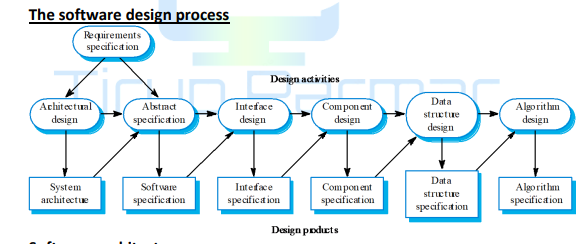 The software design process
Requirements
specification
Design activities
Achitectural
design
Abstract
specification
Interface
design
Component
design
Data
structure
design
Algorithm
design
System
architectue
Software
specification
Inteface
specification
Component
specification
Data
structure
specification
Algorithm
specification
Design products